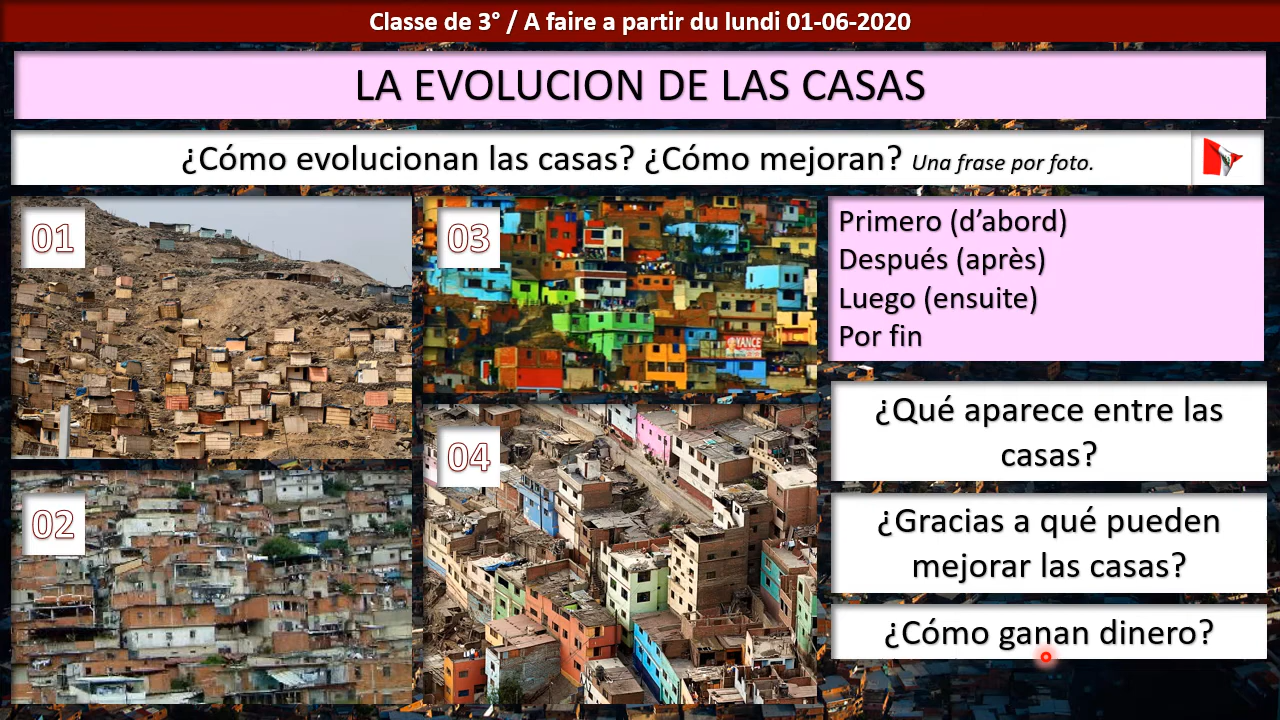 Classe de 3° / A faire a partir du lundi 01-06-2020
LA EVOLUCION DE LAS CASAS
¿Cómo evolucionan las casas? ¿Cómo mejoran? Una frase por foto.
01
02
03
OYANCE
04
Primero (d’abord)
Después (après)
Luego (ensuite)
Por fin
¿Qué aparece entre las
casas?
¿Gracias a qué pueden
mejorar las casas?
¿Cómo ganan dinero?